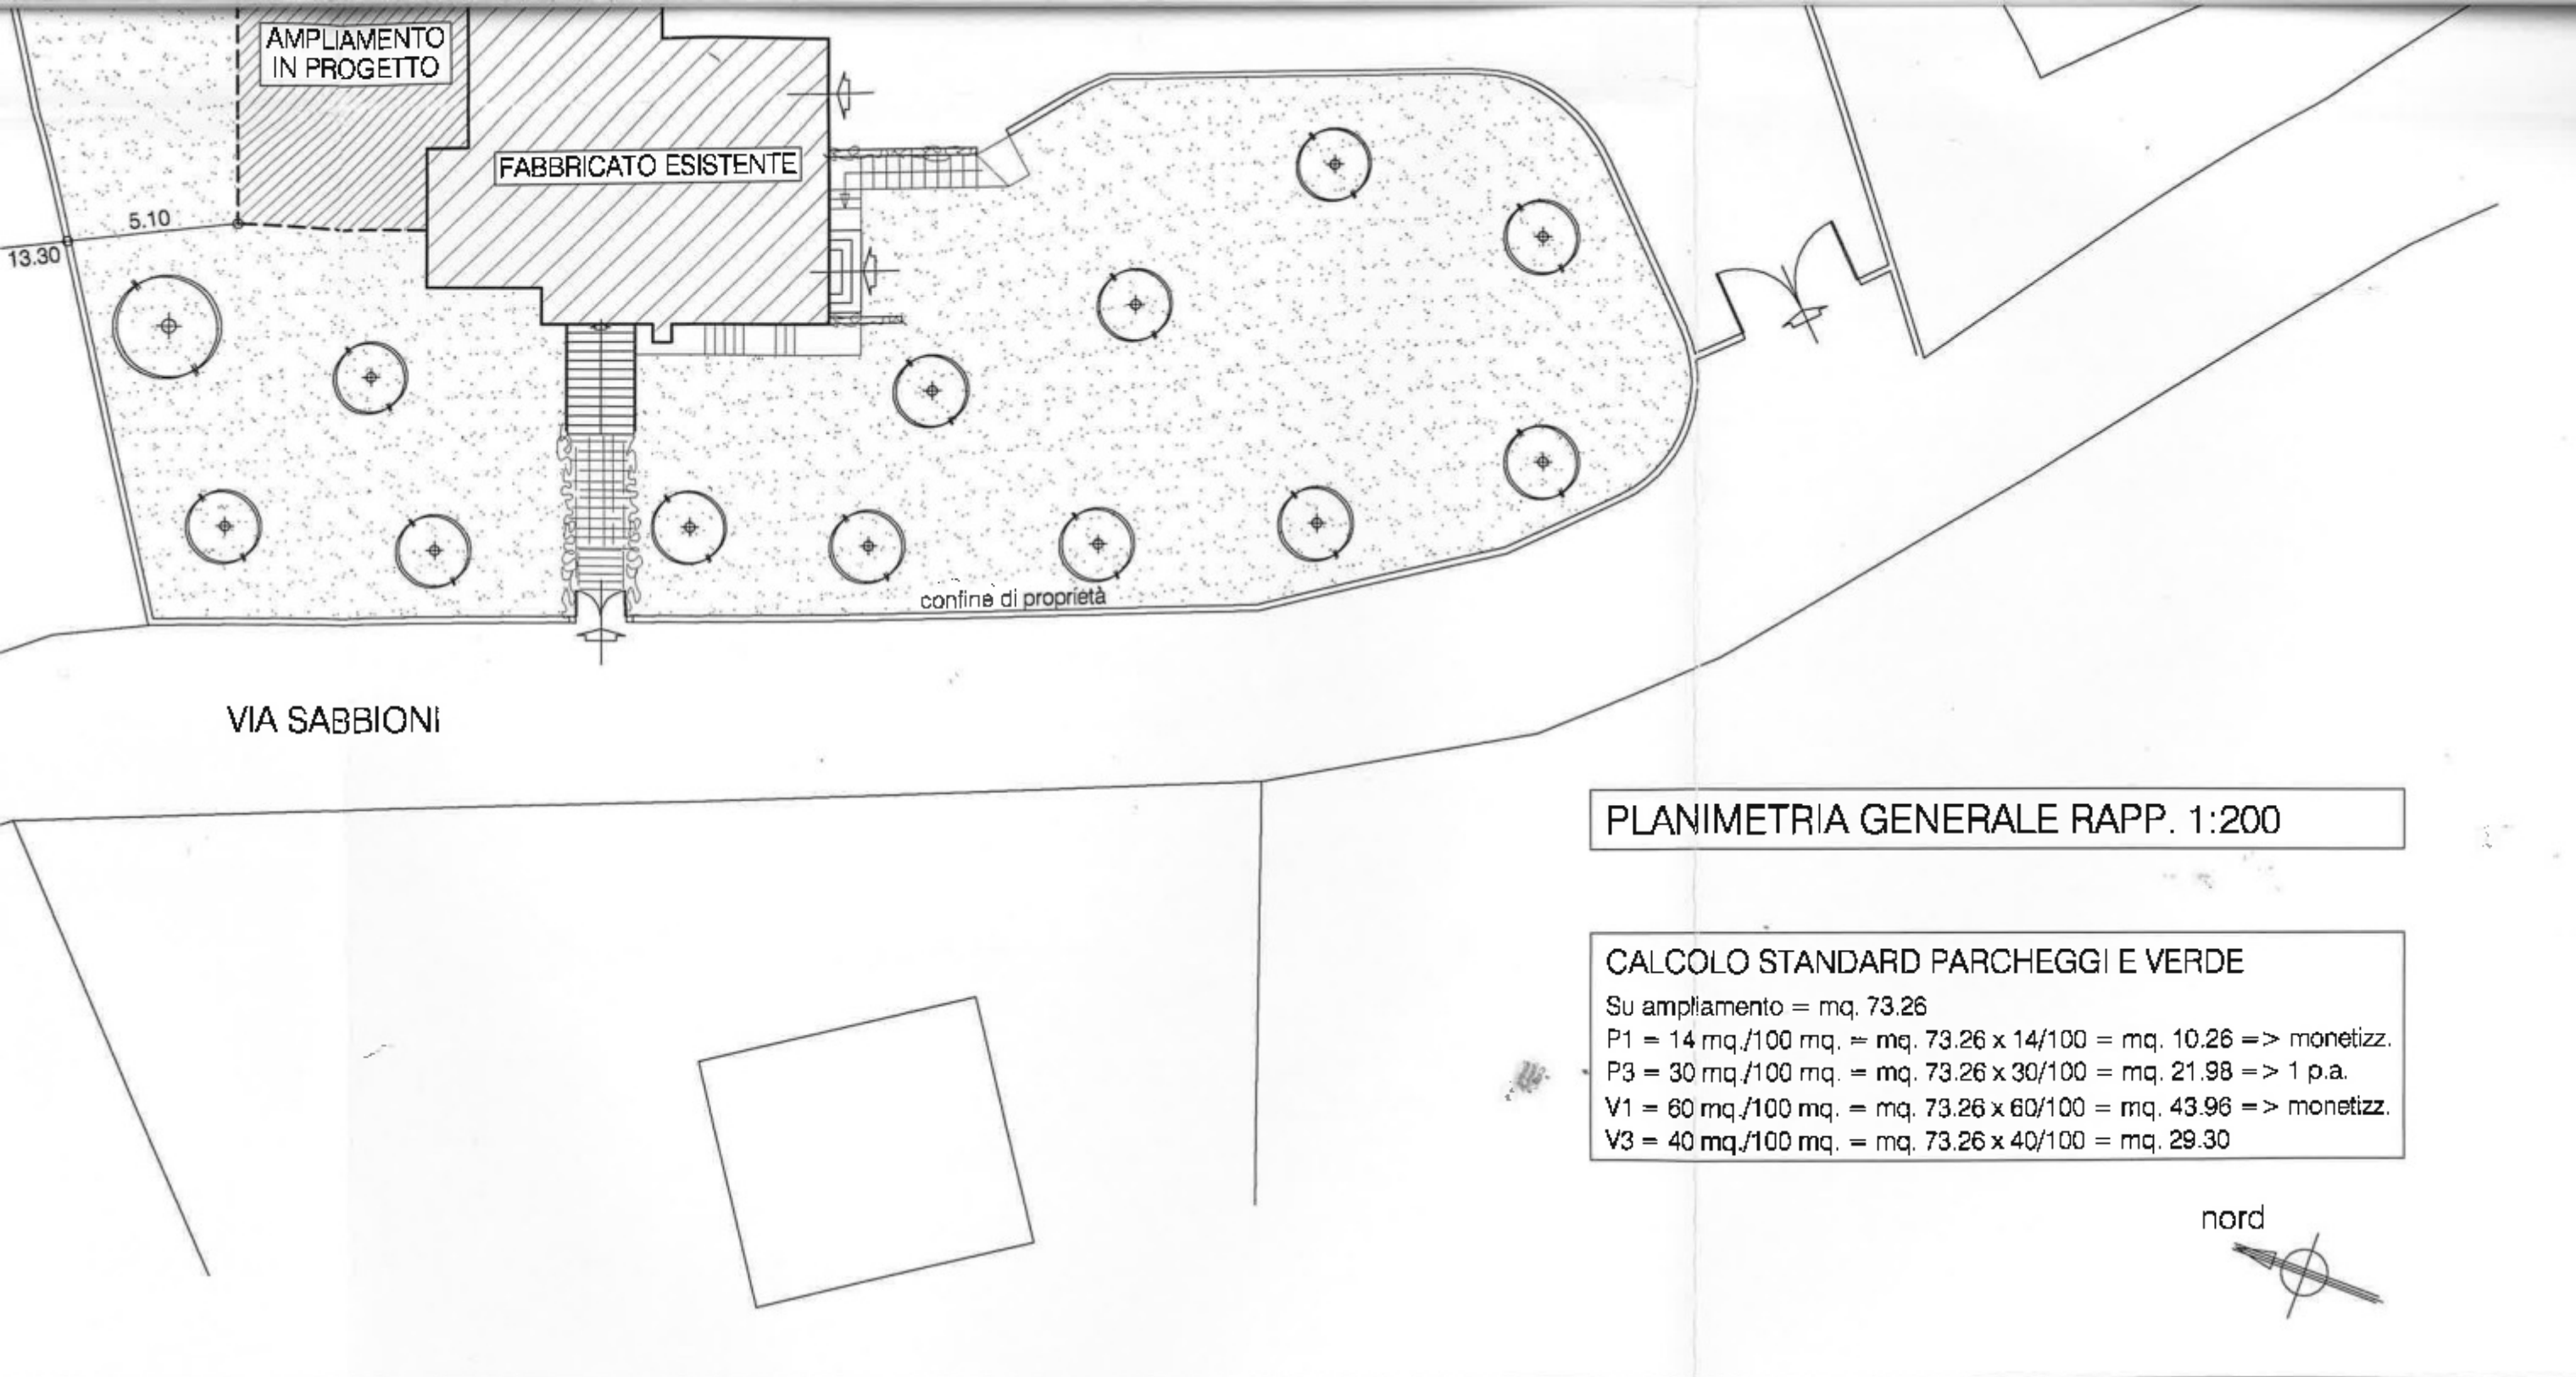 AMPLIAMENTO
IN PROGETTO
FABBRICATO ESISTENTE
5.10
13.30
confine di proprietà
VIA SABBIONI
PLANIMETRIA GENERALE RAPP. 1:200
CALCOLO STANDARD PARCHEGGI E VERDE
Su ampliamento = mq. 73.26
P1 = 14 mq./100 mq. = mq. 73.26 x 14/100 = mq. 10.26 => monetizz.
P3 = 30 mq./100 mq. = mq. 73.26 x 30/100 = mq. 21.98 => 1 p.a.
V1 = 60 mq./100 mq. = mq. 73.26 x 60/100 = mq. 43.96 => monetizz.
V3 = 40 mq./100 mq. = mq. 73.26 x 40/100 = mq. 29.30
nord